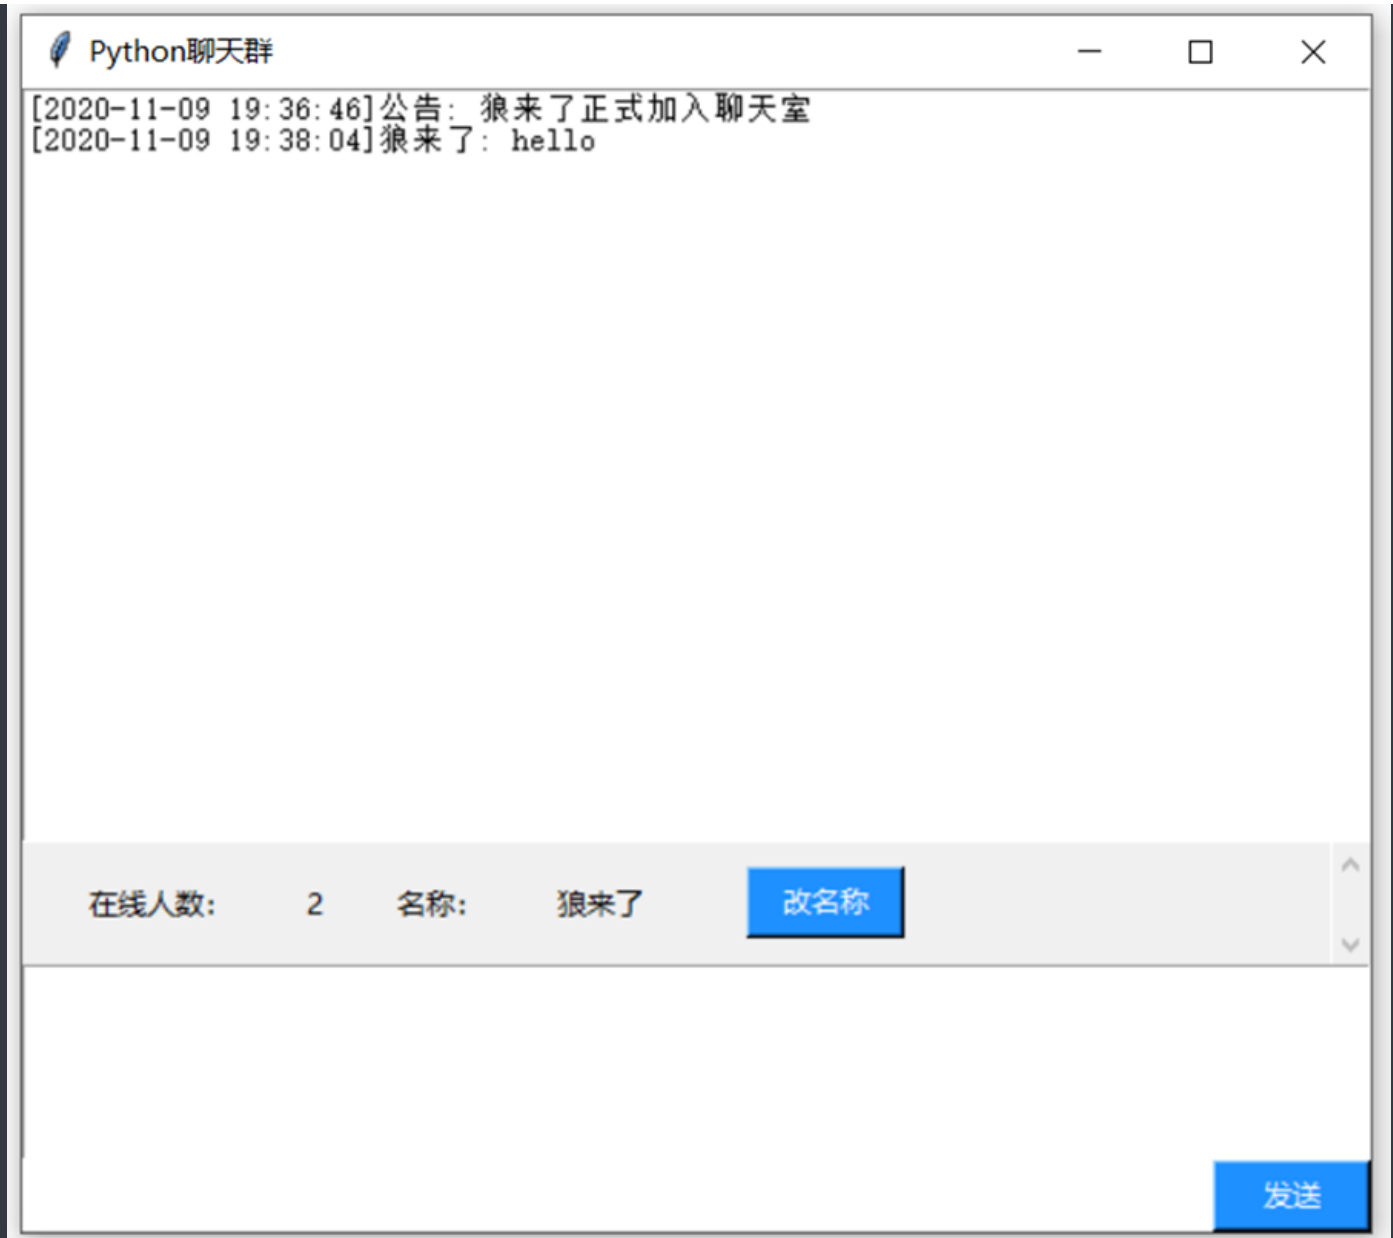 Python聊天群
[2020-11-09 19:36:46]公告: 狼来了正式加入聊天室
[2020-11-09 19:38:04]狼来了: hello
在线人数: 2 名称: 狼来了 改名称
发送